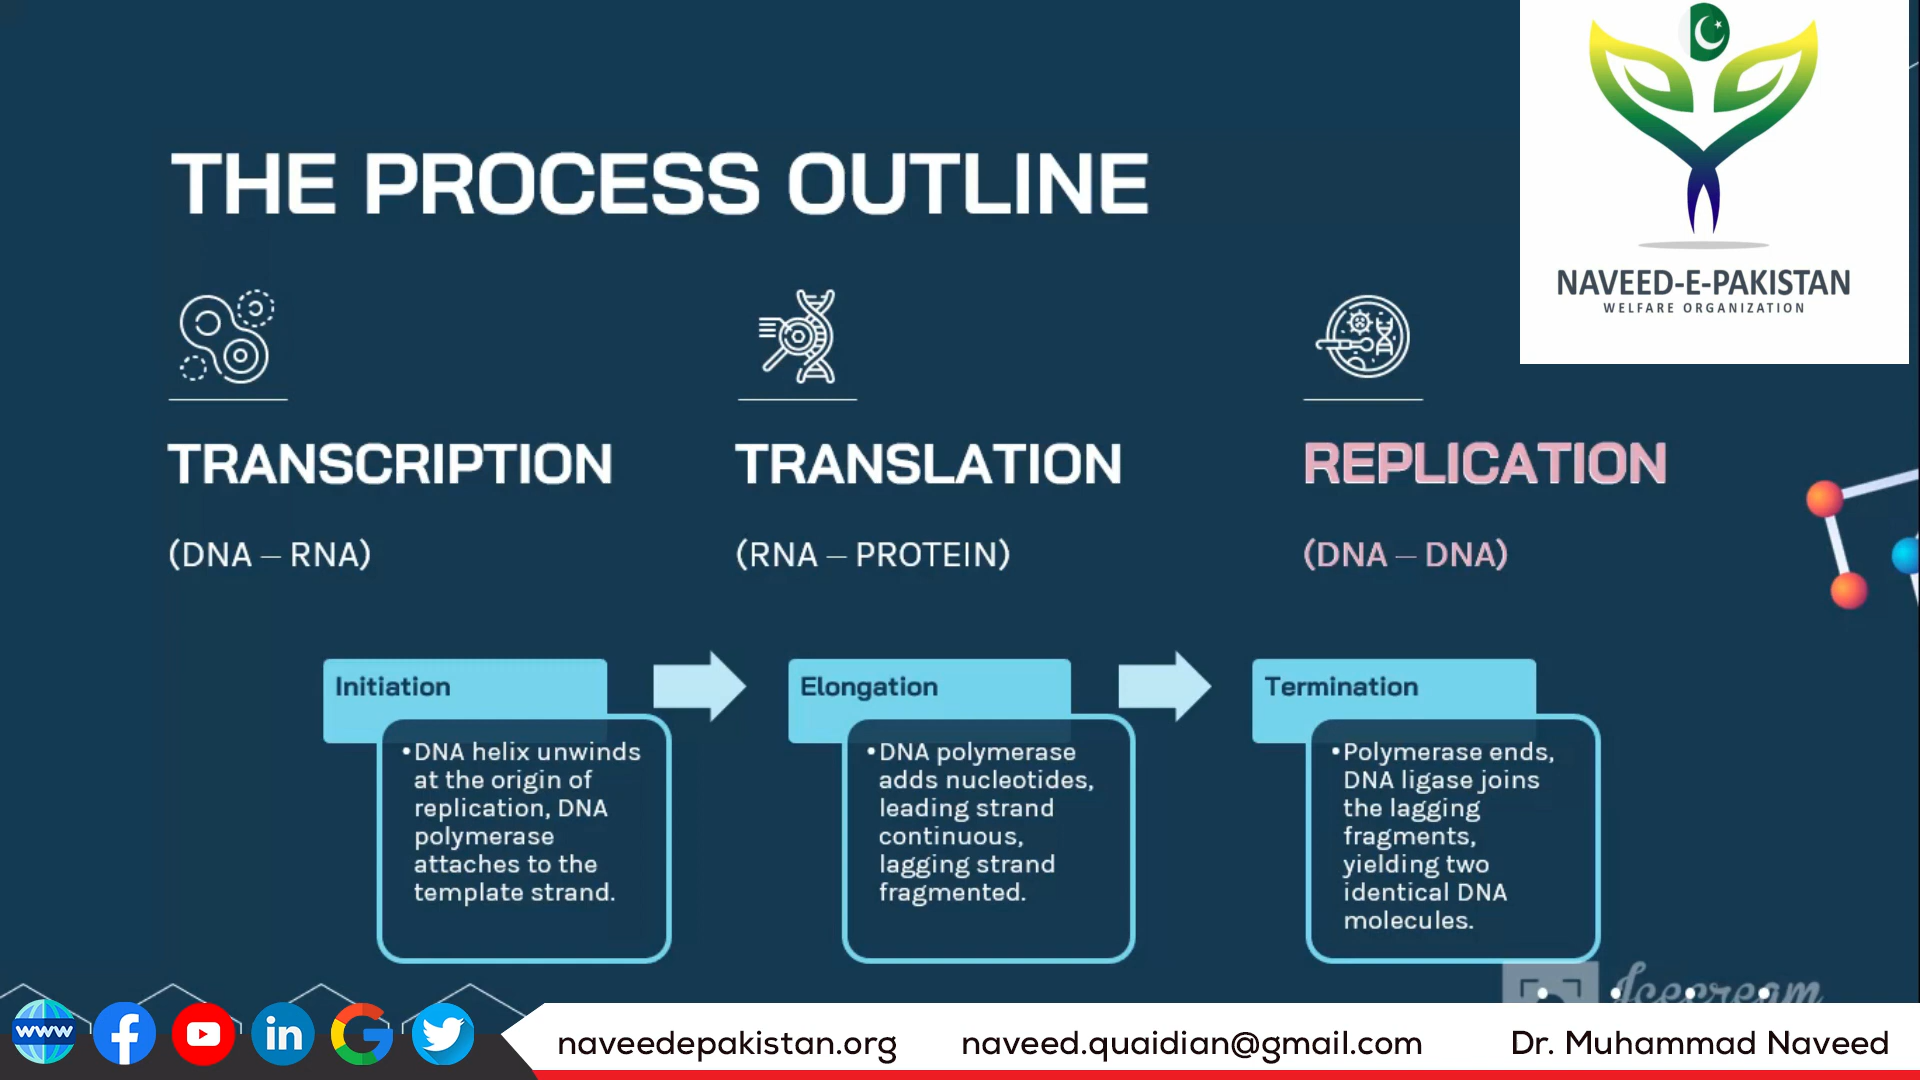 THE PROCESS OUTLINE
NAVEED-E-PAKISTAN
WELFARE ORGANIZATION
TRANSCRIPTION
(DNA – RNA)
TRANSLATION
(RNA – PROTEIN)
REPLICATION
(DNA – DNA)
Initiation
•DNA helix unwinds
at the origin of
replication, DNA
polymerase
attaches to the
template strand.
Elongation
•DNA polymerase
adds nucleotides,
leading strand
continuous,
lagging strand
fragmented.
Termination
•Polymerase ends,
DNA ligase joins
the lagging
fragments,
yielding two
identical DNA
molecules.
Icecream
www
in
naveedepakistan.org
naveed.quaidian@gmail.com
Dr. Muhammad Naveed